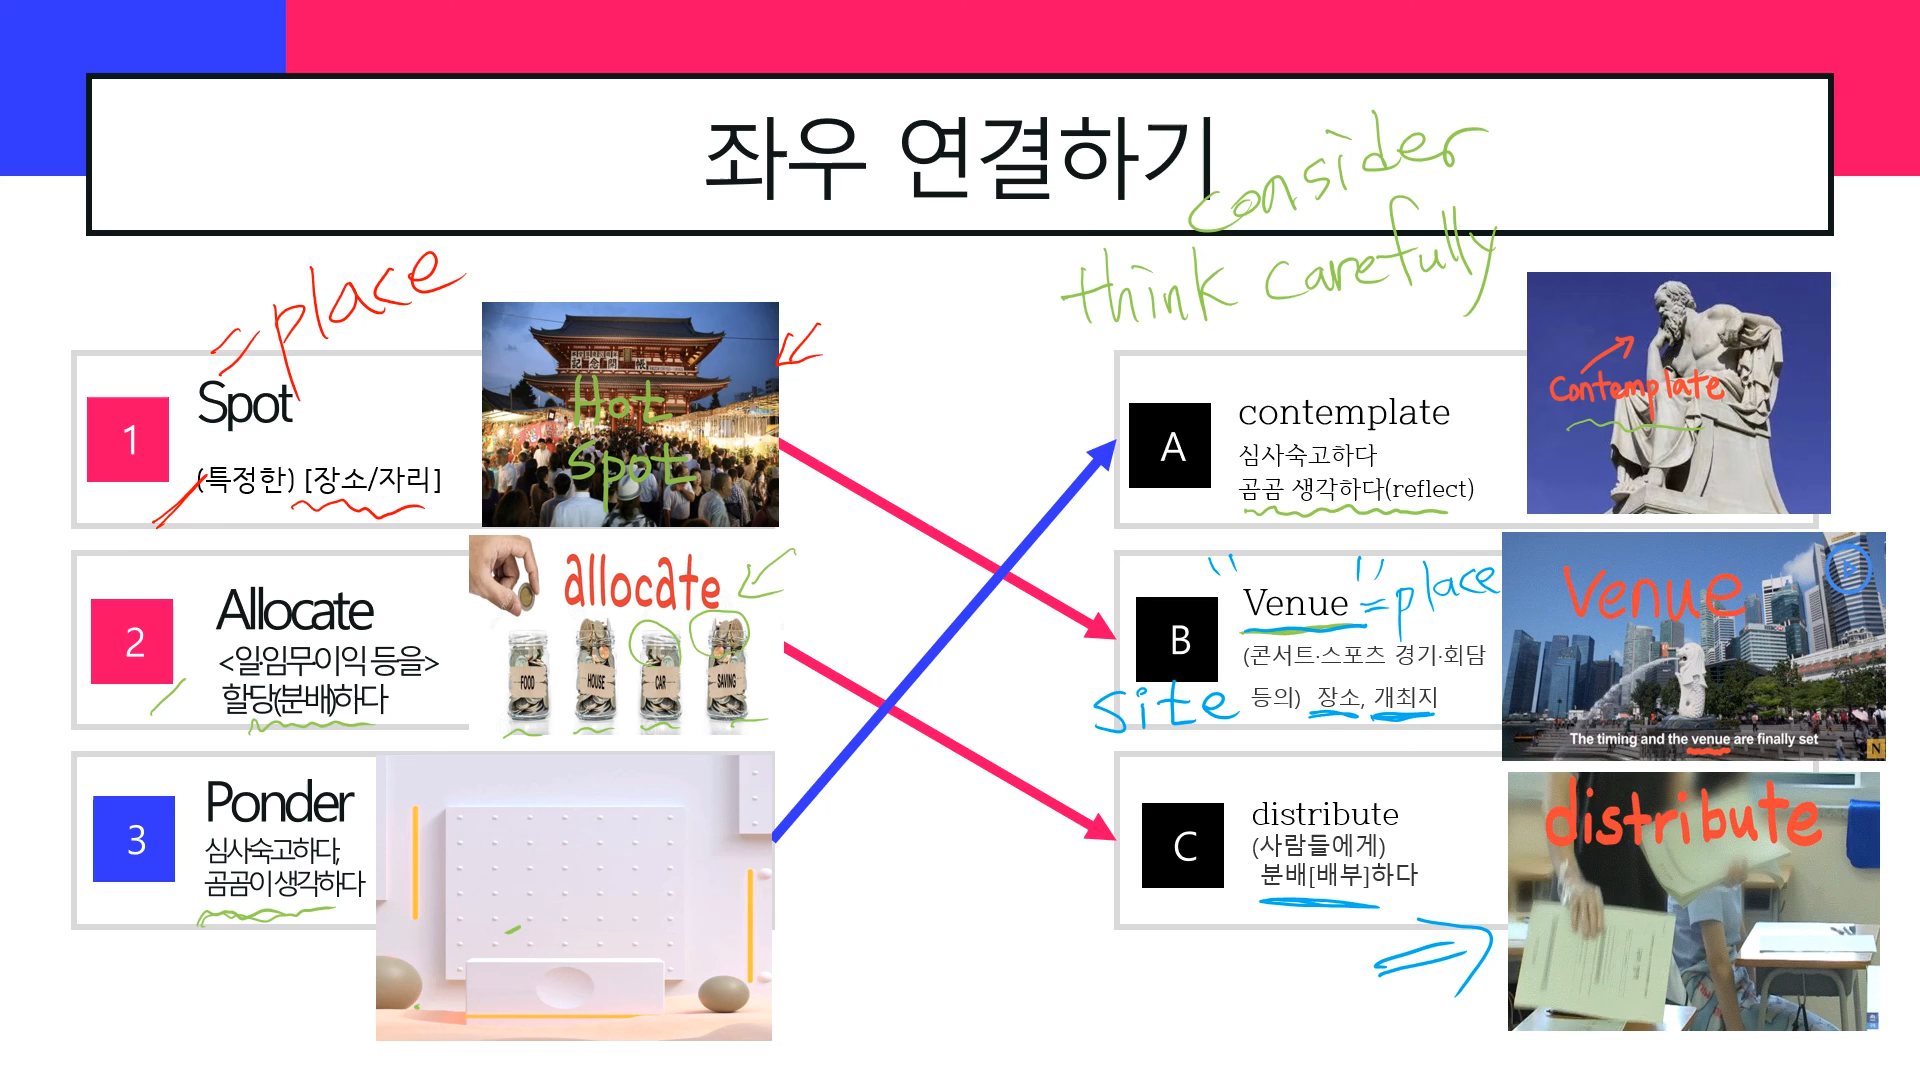 좌우 연결하기
consider
think carefully
= place
1
Spot
(특정한) [장소/자리]
Hot
Spot
2
Allocate
<일·임무·이익 등을>
할당(분배)하다
allocate
FOOD
HOUSE
CAR
SAVING
3
Ponder
심사숙고하다,
곰곰이 생각하다
A
contemplate
심사숙고하다
곰곰 생각하다(reflect)
Contemplate
B
"Venue" = place
(콘서트·스포츠 경기·회담
등의) 장소, 개최지
site
Venue
b
The timing and the venue are finally set
N
C
distribute
(사람들에게)
분배[배부]하다
distribute